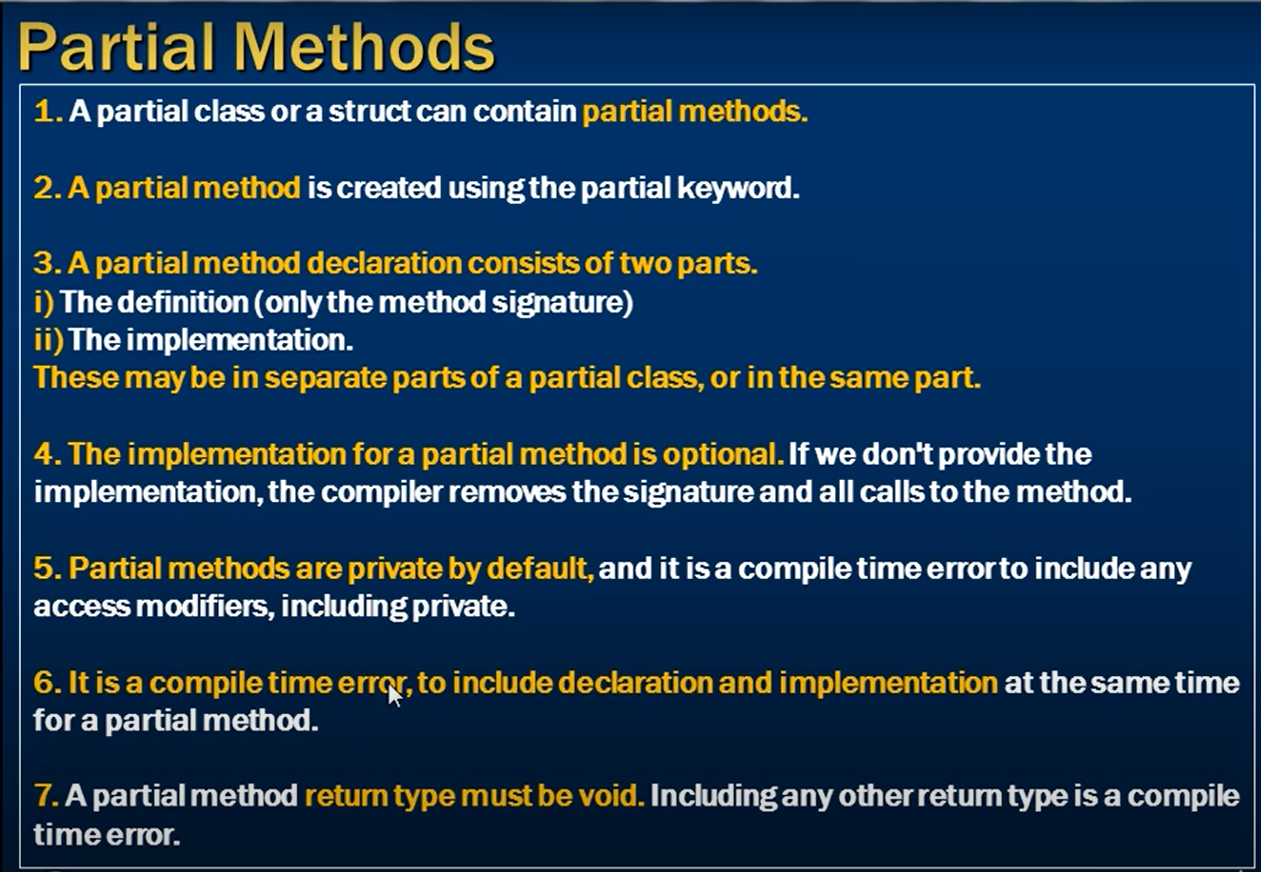 Partial Methods
1. A partial class or a struct can contain partial methods.
2. A partial method is created using the partial keyword.
3. A partial method declaration consists of two parts.
i) The definition (only the method signature)
ii) The implementation.
These may be in separate parts of a partial class, or in the same part.
4. The implementation for a partial method is optional. If we don't provide the
implementation, the compiler removes the signature and all calls to the method.
5. Partial methods are private by default, and it is a compile time error to include any
access modifiers, including private.
6. It is a compile time error, to include declaration and implementation at the same time
for a partial method.
7. A partial method return type must be void. Including any other return type is a compile
time error.